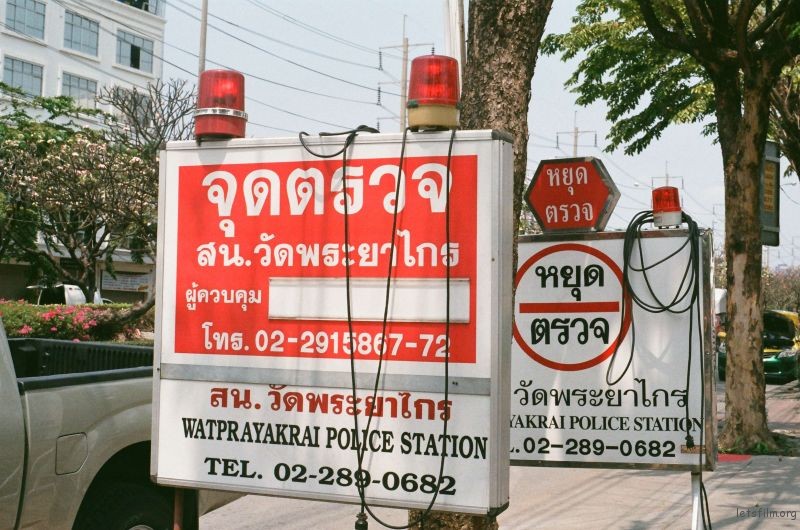 จุดตรวจ
สน.วัดพระยาไกร
ผู้ควบคุม
โทร. 02-2915867-72
สน.วัดพระยาไกร
WATPRAYAKRAI POLICE STATION
TEL. 02-289-0682
หยุด
ตรวจ
หยุด
ตรวจ
วัดพระยาไกร
YAKRAI POLICE STATION
L.02-289-0682
letsfilm.org